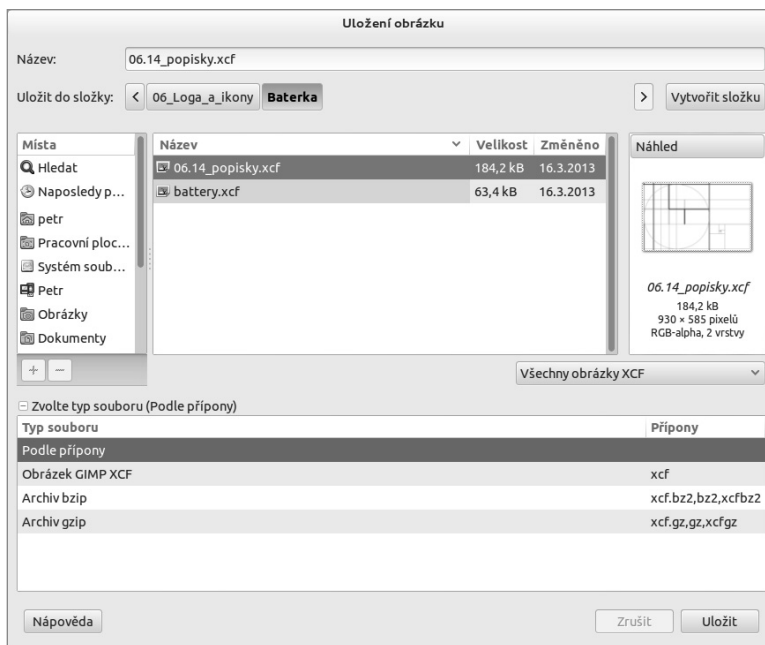 Uložení obrázku
Název: 06.14_popisky.xcf
Uložit do složky: < 06_Loga_a_ikony Baterka > Vytvořit složku
Místa
Hledat
Naposledy p...
petr
Pracovní ploc...
Systém soub...
Petr
Obrázky
Dokumenty
+ −
Název Velikost Změněno
06.14_popisky.xcf 184,2 kB 16.3.2013
battery.xcf 63,4 kB 16.3.2013
Náhled
06.14_popisky.xcf
184,2 kB
930 × 585 pixelů
RGB-alpha, 2 vrstvy
Všechny obrázky XCF
Zvolte typ souboru (Podle přípony)
Typ souboru Přípony
Podle přípony
Obrázek GIMP XCF xcf
Archiv bzip xcf.bz2,bz2,xcfbz2
Archiv gzip xcf.gz,gz,xcfgz
Nápověda Zrušit Uložit